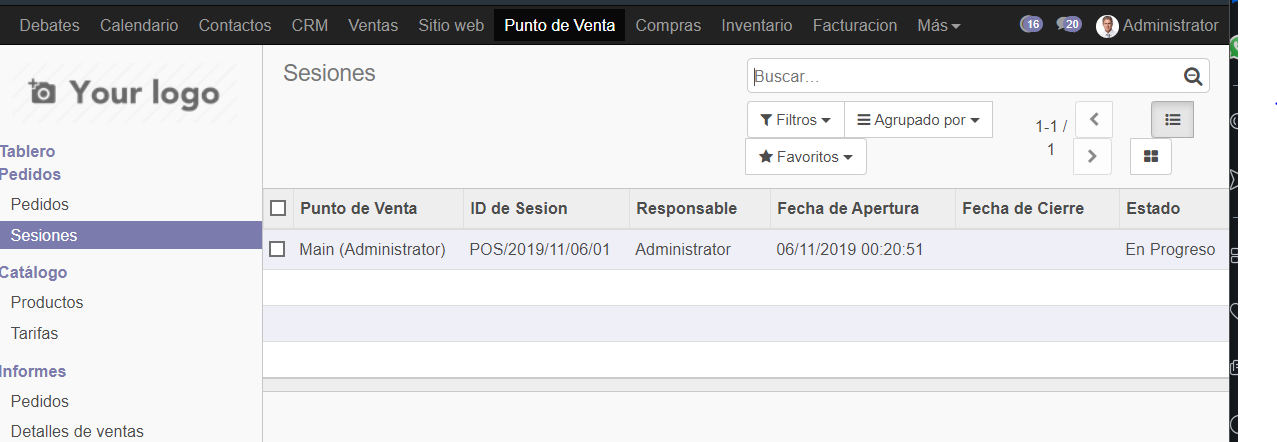 Debates Calendario Contactos CRM Ventas Sitio web Punto de Venta Compras Inventario Facturacion Más 16 20 Administrator
Your logo
Sesiones
Buscar...
Filtros Agrupado por
Favoritos
1-1 /
1
Tablero
Pedidos
Pedidos
Sesiones
Catálogo
Productos
Tarifas
Informes
Pedidos
Detalles de ventas
Punto de Venta ID de Sesion Responsable Fecha de Apertura Fecha de Cierre Estado
Main (Administrator) POS/2019/11/06/01 Administrator 06/11/2019 00:20:51 En Progreso